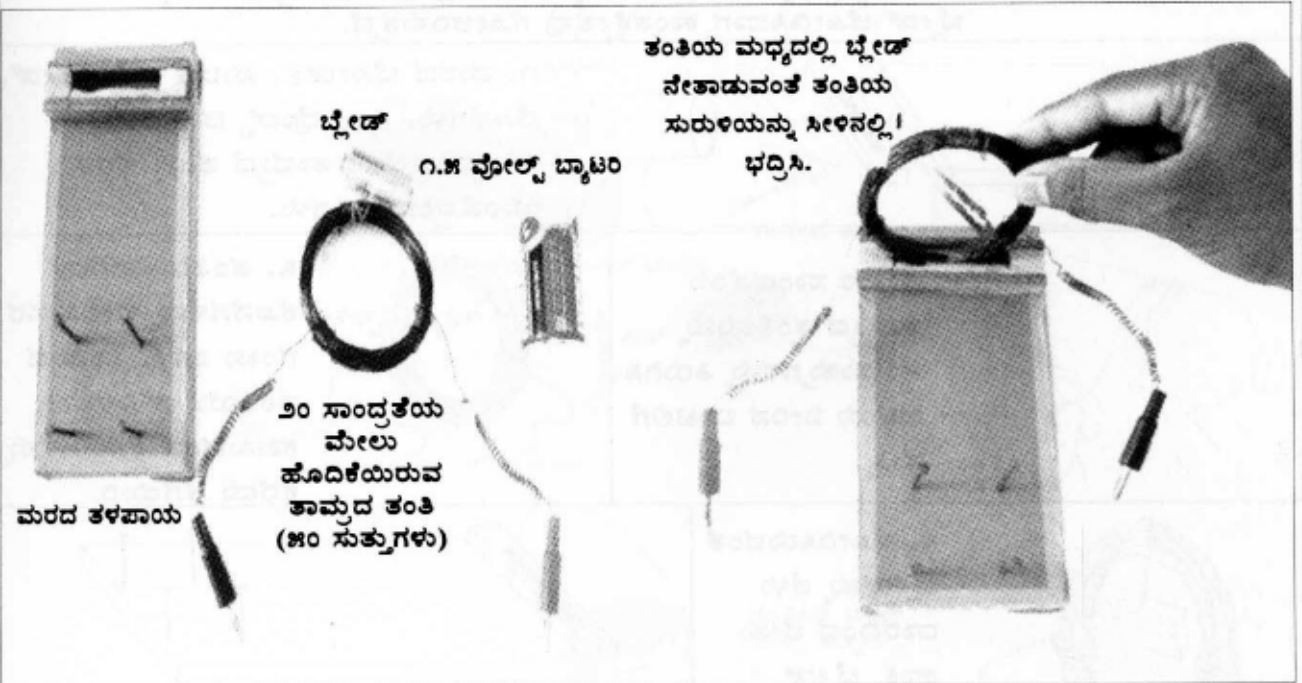 ಬ್ಲೇಡ್
೧.೫ ವೋಲ್ಟ್ ಬ್ಯಾಟರಿ
ತಂತಿಯ ಮಧ್ಯದಲ್ಲಿ ಬ್ಲೇಡ್
ನೇತಾಡುವಂತೆ ತಂತಿಯ
ಸುರುಳಿಯನ್ನು ಸೀಳಿನಲ್ಲಿ
ಭದ್ರಿಸಿ.
ಮರದ ತಳಪಾಯ
೨೦ ಸಾಂದ್ರತೆಯ
ಮೇಲು
ಹೊದಿಕೆಯಿರುವ
ತಾಮ್ರದ ತಂತಿ
(೫೦ ಸುತ್ತುಗಳು)